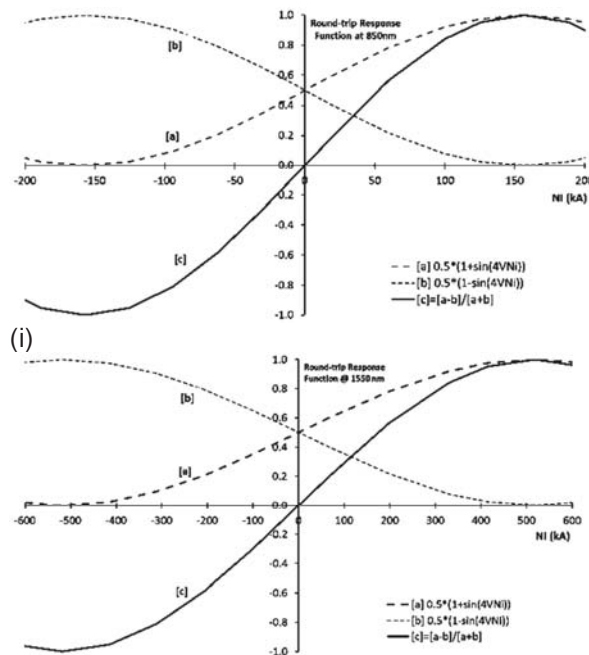 Round-trip Response
Function at 850nm
[b]
[a]
[c]
1.0
0.8
0.6
0.4
0.2
0.0
-0.2
-0.4
-0.6
-0.8
-1.0
-200 -150 -100 -50 0 50 100 150 200
NI (kA)
[a] 0.5*(1+sin(4VNi))
[b] 0.5*(1-sin(4VNi))
[c]=[a-b]/[a+b]
(i)
Round-trip Response
Function @ 1550nm
[b]
[a]
[c]
1.0
0.8
0.6
0.4
0.2
0.0
-0.2
-0.4
-0.6
-0.8
-1.0
-600 -500 -400 -300 -200 -100 0 100 200 300 400 500 600
NI (kA)
[a] 0.5*(1+sin(4VNi))
[b] 0.5*(1-sin(4VNi))
[c]=[a-b]/[a+b]